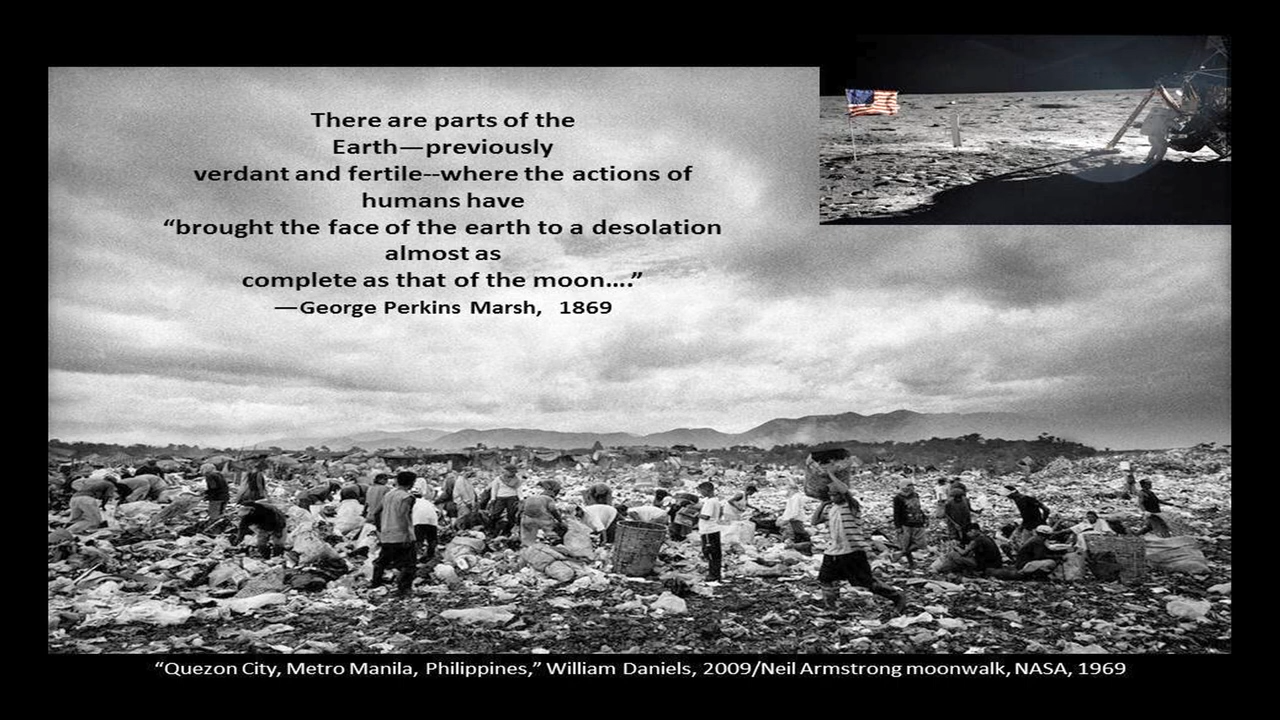 There are parts of the
Earth—previously
verdant and fertile--where the actions of
humans have
“brought the face of the earth to a desolation
almost as
complete as that of the moon….”
—George Perkins Marsh, 1869
“Quezon City, Metro Manila, Philippines,” William Daniels, 2009/Neil Armstrong moonwalk, NASA, 1969